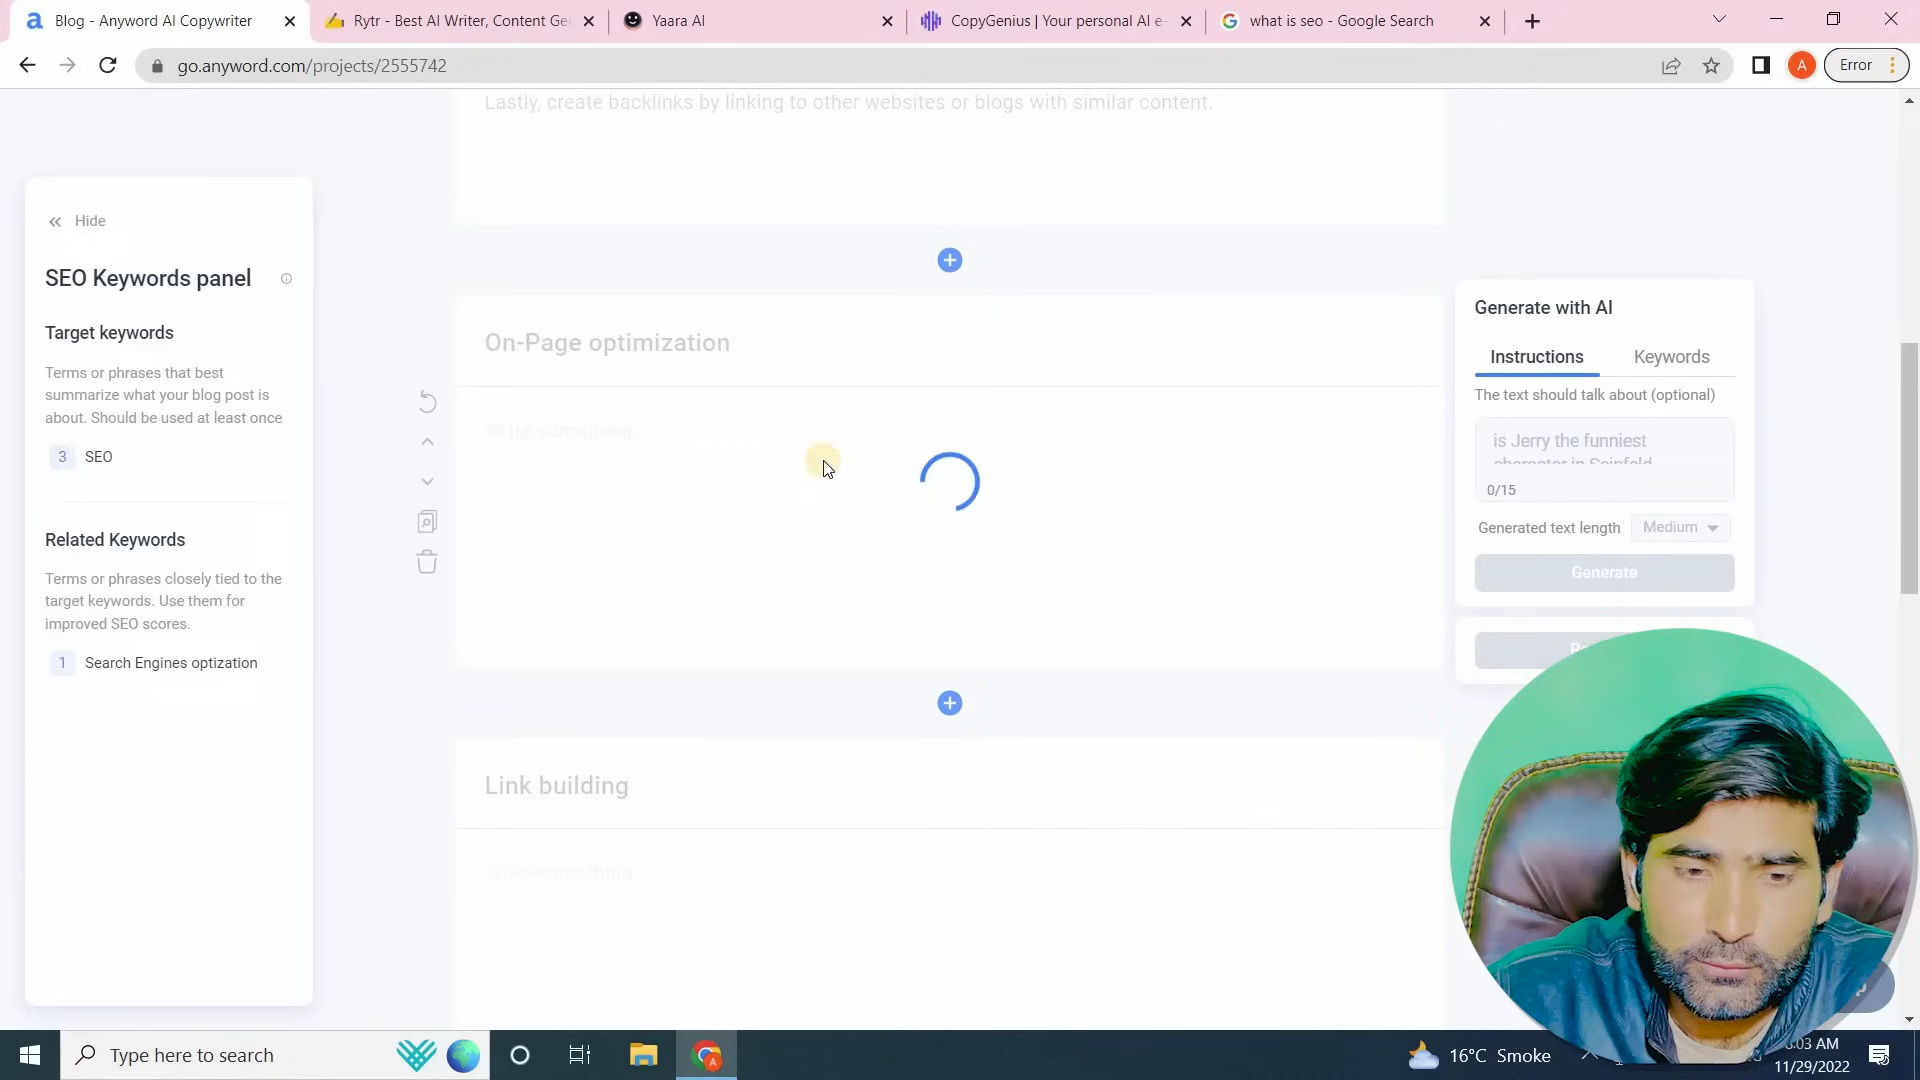 Blog - Anyword AI Copywriter
Rytr - Best AI Writer, Content Ge
Yaara AI
CopyGenius | Your personal AI e-
what is seo - Google Search
go.anyword.com/projects/2555742
A
Error
Lastly, create backlinks by linking to other websites or blogs with similar content.
Hide
SEO Keywords panel
Target keywords
Terms or phrases that best
summarize what your blog post is
about. Should be used at least once
3 SEO
Related Keywords
Terms or phrases closely tied to the
target keywords. Use them for
improved SEO scores.
1 Search Engines optization
On-Page optimization
Link building
Generate with AI
Instructions
Keywords
The text should talk about (optional)
is Jerry the funniest
character in Seinfeld
0/15
Generated text length
Medium
Generate
Type here to search
16°C Smoke
:03 AM
11/29/2022